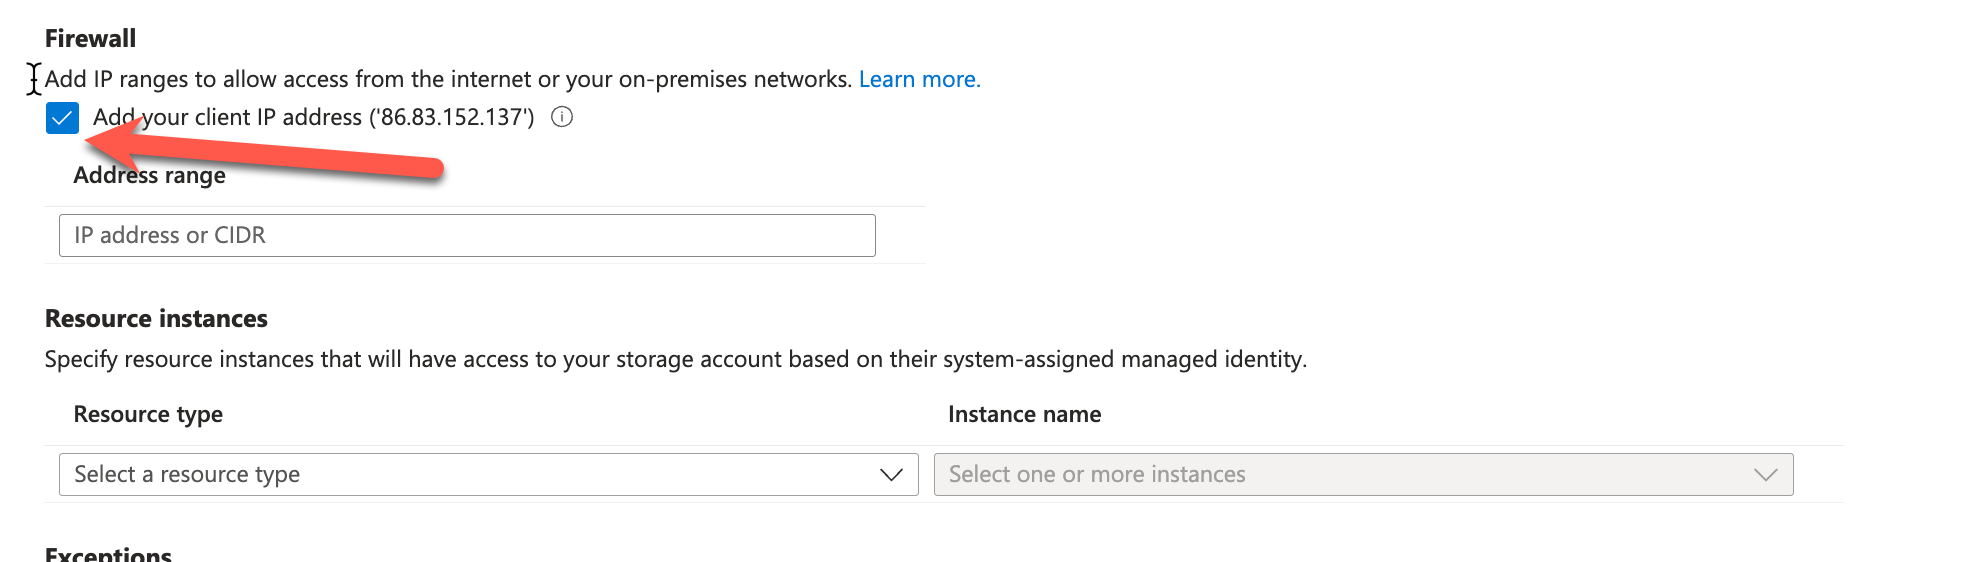 Firewall
Add IP ranges to allow access from the internet or your on-premises networks. Learn more.
Add your client IP address ('86.83.152.137')
Address range
IP address or CIDR
Resource instances
Specify resource instances that will have access to your storage account based on their system-assigned managed identity.
Resource type Instance name
Select a resource type Select one or more instances
Exceptions